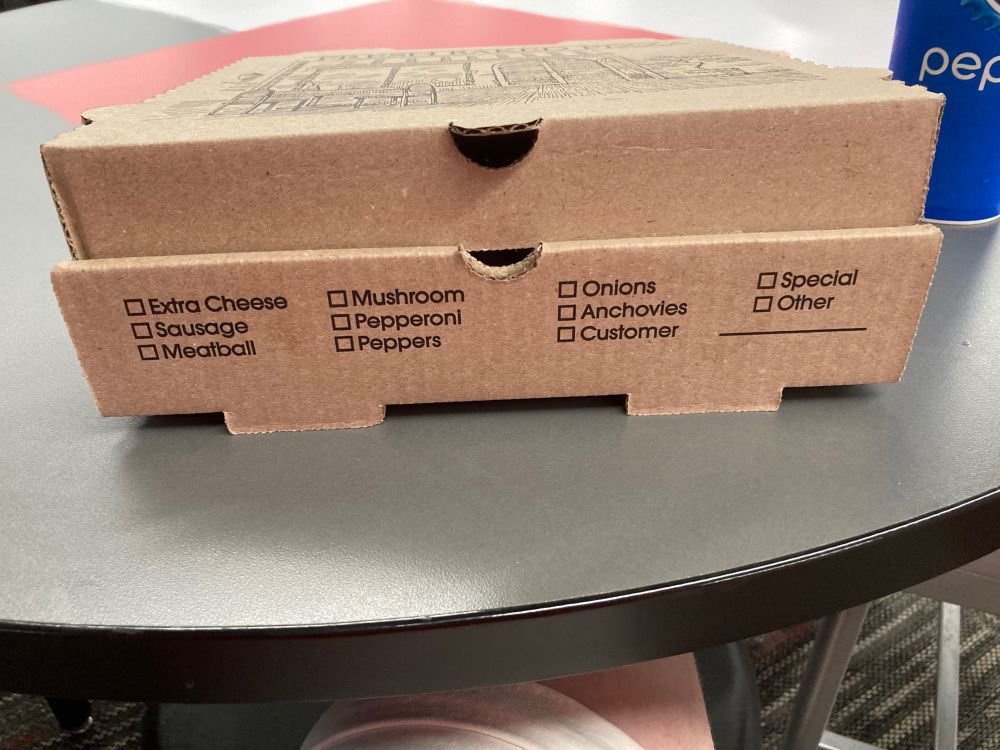 Extra Cheese
Sausage
Meatball
Mushroom
Pepperoni
Peppers
Onions
Anchovies
Customer
Special
Other
pep